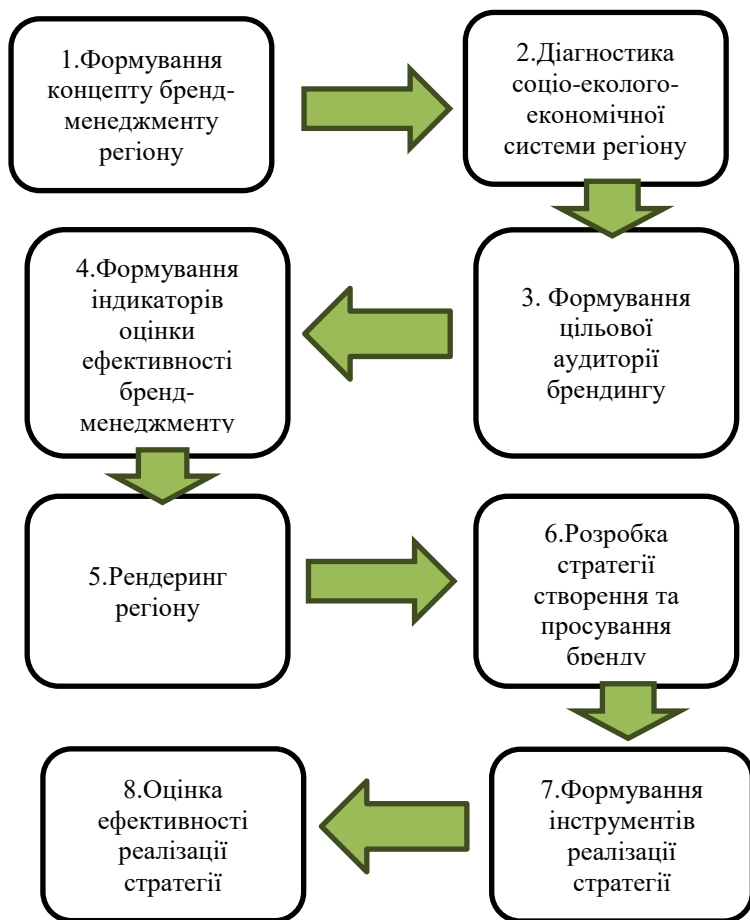 1.Формування
концепту бренд-
менеджменту
регіону
2.Діагностика
соціо-еколого-
економічної
системи регіону
3. Формування
цільової
аудиторії
брендингу
4.Формування
індикаторів
оцінки
ефективності
бренд-
менеджменту
5.Рендеринг
регіону
6.Розробка
стратегії
створення та
просування
бренду
7.Формування
інструментів
реалізації
стратегії
8.Оцінка
ефективності
реалізації
стратегії